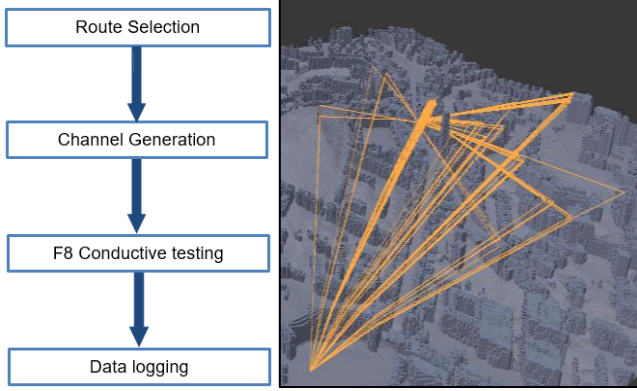 Route Selection
Channel Generation
F8 Conductive testing
Data logging